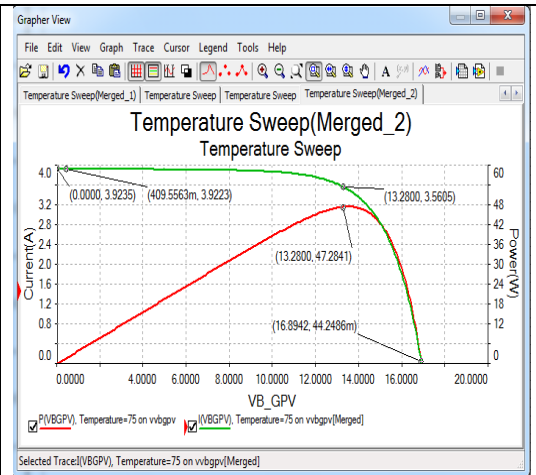 Grapher View
File Edit View Graph Trace Cursor Legend Tools Help
Temperature Sweep(Merged_1) Temperature Sweep Temperature Sweep Temperature Sweep(Merged_2)
Temperature Sweep(Merged_2)
Temperature Sweep
4.0 60
(0.0000, 3.9235) (409.5563m, 3.9223) (13.2800, 3.5605)
3.2 48
2.8 42
2.4 36
(13.2800, 47.2841)
2.0 30
1.6 24
1.2 18
0.8 12
(16.8942, 44.2486m)
0.0 0
Current(A)
Power(W)
0.0000 2.0000 4.0000 6.0000 8.0000 10.0000 12.0000 14.0000 16.0000 20.0000
VB_GPV
P(VBGPV), Temperature=75 on vvbgpv I(VBGPV), Temperature=75 on vvbgpv[Merged]
Selected Trace:I(VBGPV), Temperature=75 on vvbgpv[Merged]